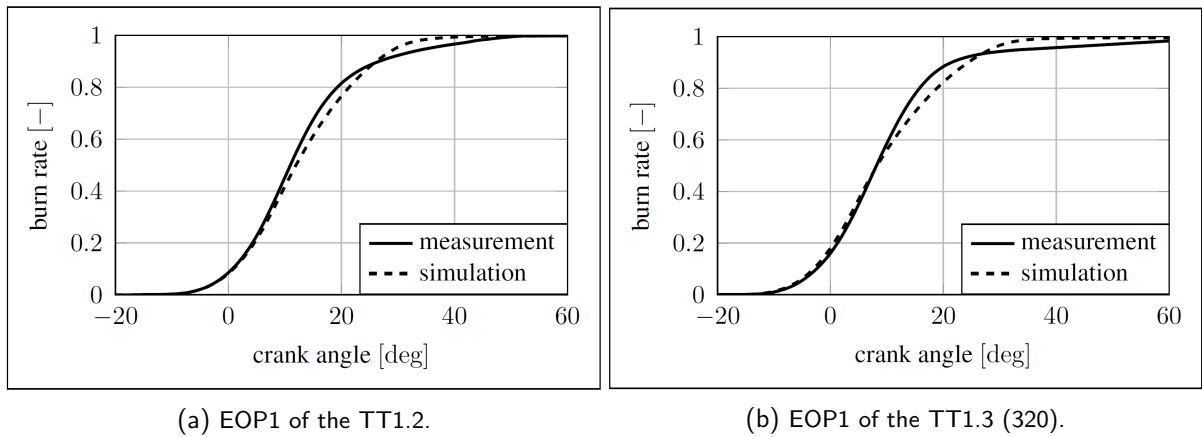 1
0.8
0.6
0.4
0.2
0
burn rate [−]
−20
0
20
40
60
crank angle [deg]
measurement
simulation
(a) EOP1 of the TT1.2.
1
0.8
0.6
0.4
0.2
0
burn rate [−]
−20
0
20
40
60
crank angle [deg]
measurement
simulation
(b) EOP1 of the TT1.3 (320).